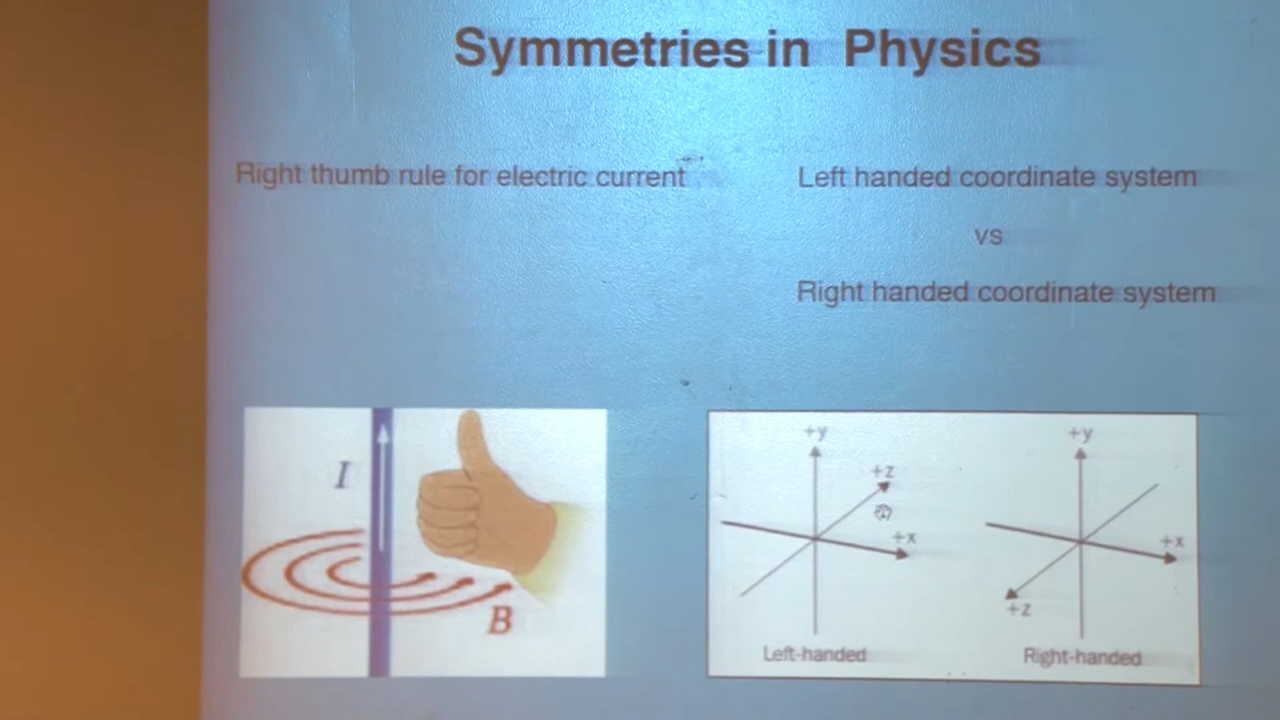 Symmetries in Physics
Right thumb rule for electric current
Left handed coordinate system
vs
Right handed coordinate system
I
B
+y
+z
+x
Left-handed
+y
+x
+z
Right-handed